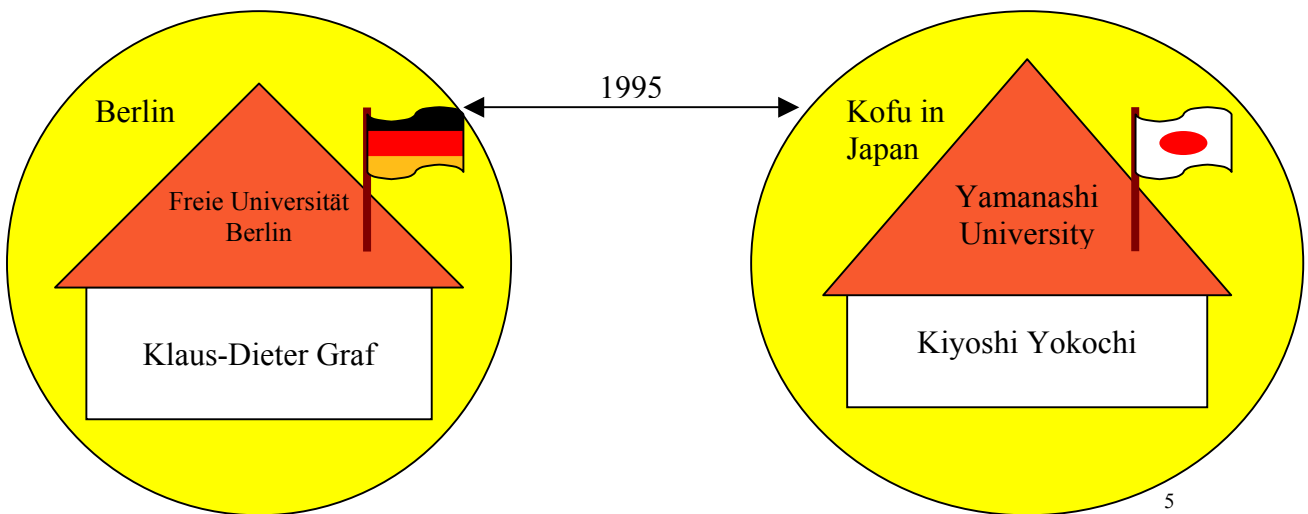 1995
Berlin
Freie Universität
Berlin
Klaus-Dieter Graf
Kofu in
Japan
Yamanashi
University
Kiyoshi Yokochi
5